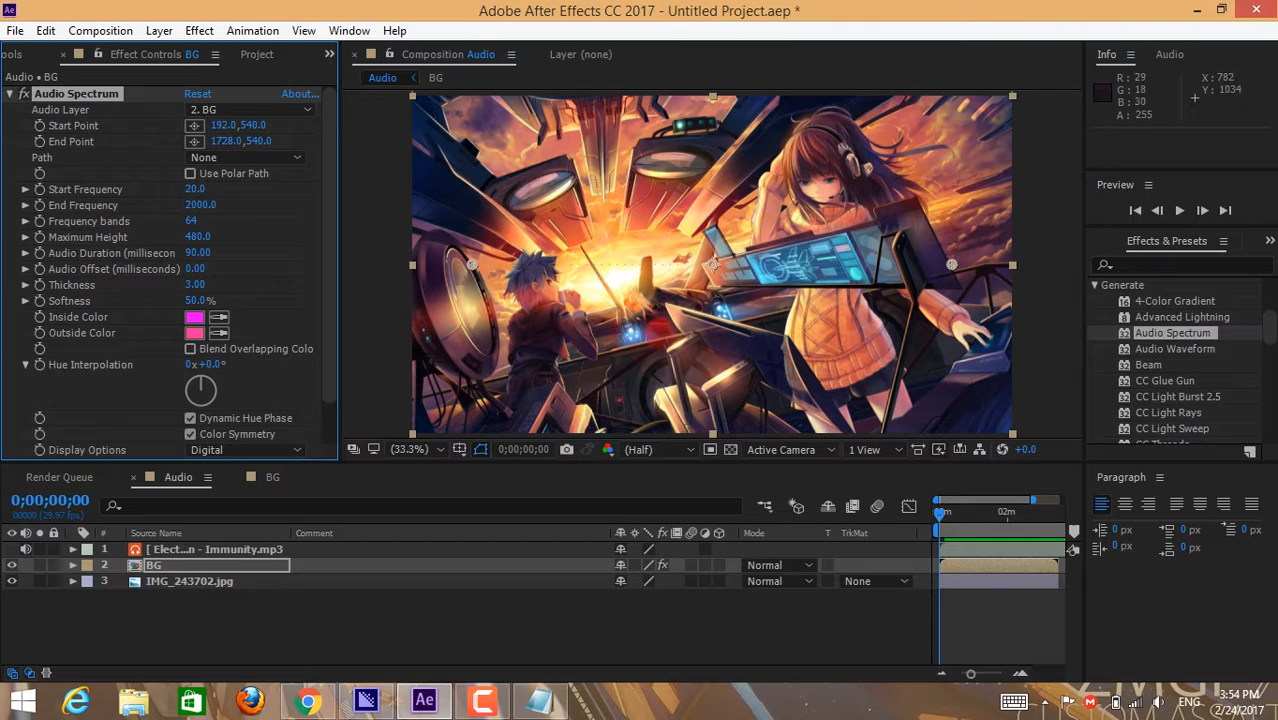 Adobe After Effects CC 2017 - Untitled Project.aep *
File Edit Composition Layer Effect Animation View Window Help
ools × Effect Controls BG Project »
Audio • BG
fx Audio Spectrum Reset About...
Audio Layer 2. BG
Start Point 192.0,540.0
End Point 1728.0,540.0
Path None
Use Polar Path
Start Frequency 20.0
End Frequency 2000.0
Frequency bands 64
Maximum Height 480.0
Audio Duration (millisecon 90.00
Audio Offset (milliseconds) 0.00
Thickness 3.00
Softness 50.0%
Inside Color
Outside Color
Blend Overlapping Colo
Hue Interpolation 0x+0.0°
Dynamic Hue Phase
Color Symmetry
Display Options Digital
Composition Audio Layer (none)
Audio BG
(33.3%) 0;00;00;00 (Half) Active Camera 1 View +0.0
Info Audio
R: 29 X: 782
G: 18 Y: 1034
B: 30
A: 255
Preview
Effects & Presets »
Generate
4-Color Gradient
Advanced Lightning
Audio Spectrum
Audio Waveform
Beam
CC Glue Gun
CC Light Burst 2.5
CC Light Rays
CC Light Sweep
CC Threads
Paragraph
0 px 0 px 0 px
0 px 0 px
Render Queue × Audio BG
0;00;00;00
00000 (29.97 fps)
Source Name Comment Mode T TrkMat
1 [ Elect...n - Immunity.mp3
2 BG Normal
3 IMG_243702.jpg Normal None
02m
ENG
3:54 PM
2/24/2017